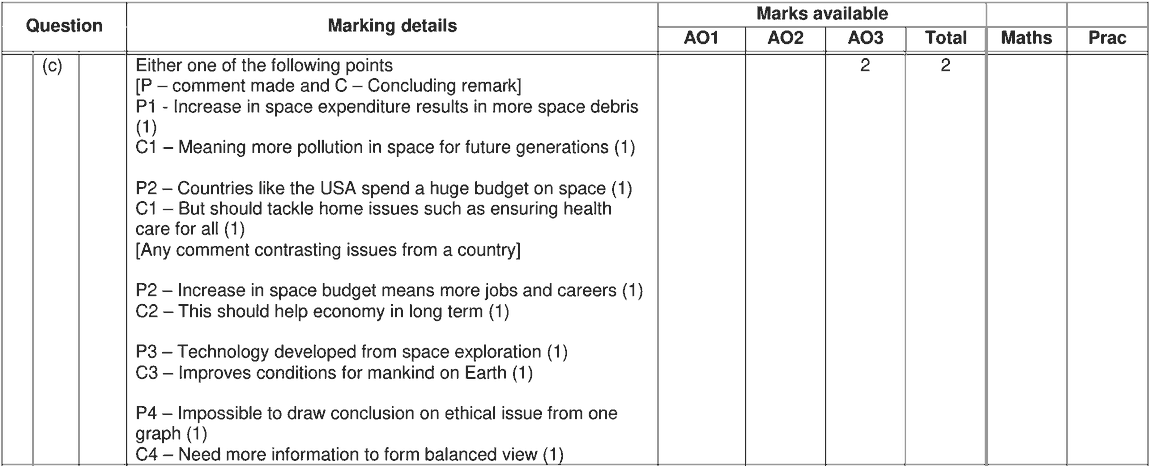 Question
Marking details
Marks available
AO1 AO2 AO3 Total Maths Prac
(c) Either one of the following points 2 2
[P – comment made and C – Concluding remark]
P1 - Increase in space expenditure results in more space debris
(1)
C1 – Meaning more pollution in space for future generations (1)
P2 – Countries like the USA spend a huge budget on space (1)
C1 – But should tackle home issues such as ensuring health
care for all (1)
[Any comment contrasting issues from a country]
P2 – Increase in space budget means more jobs and careers (1)
C2 – This should help economy in long term (1)
P3 – Technology developed from space exploration (1)
C3 – Improves conditions for mankind on Earth (1)
P4 – Impossible to draw conclusion on ethical issue from one
graph (1)
C4 – Need more information to form balanced view (1)